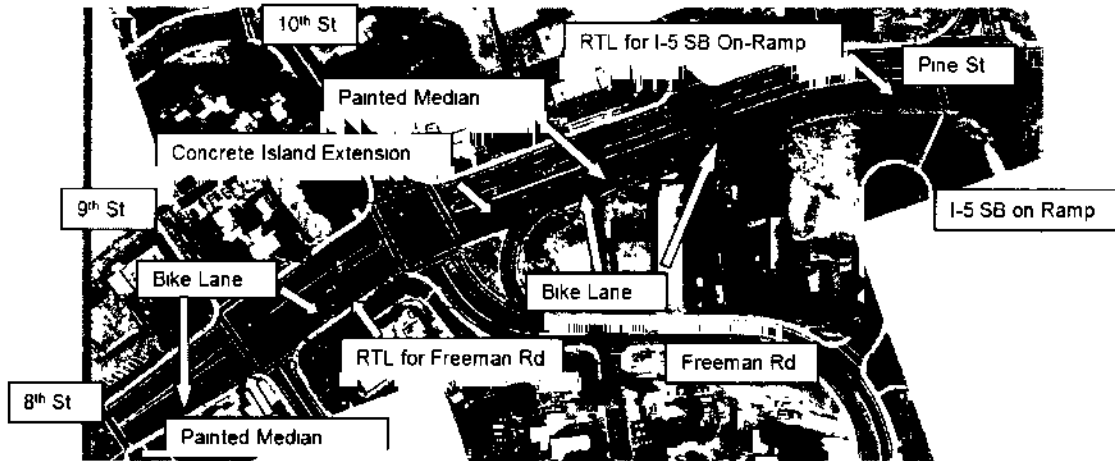 10th St
RTL for I-5 SB On-Ramp
Pine St
Painted Median
Concrete Island Extension
9th St
I-5 SB on Ramp
Bike Lane
Bike Lane
RTL for Freeman Rd
Freeman Rd
8th St
Painted Median